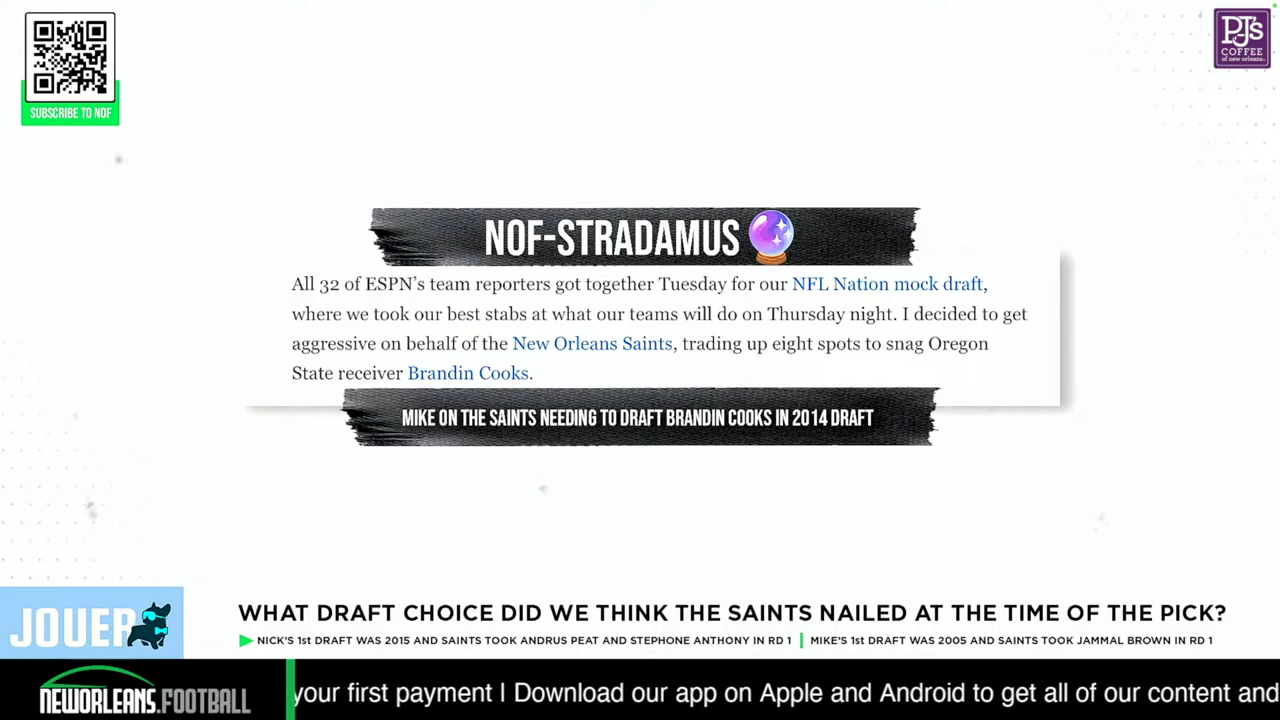 SUBSCRIBE TO NOF
PJ's
COFFEE
of new orleans
NOF-STRADAMUS
All 32 of ESPN’s team reporters got together Tuesday for our NFL Nation mock draft,
where we took our best stabs at what our teams will do on Thursday night. I decided to get
aggressive on behalf of the New Orleans Saints, trading up eight spots to snag Oregon
State receiver Brandin Cooks.
MIKE ON THE SAINTS NEEDING TO DRAFT BRANDIN COOKS IN 2014 DRAFT
JOUER
WHAT DRAFT CHOICE DID WE THINK THE SAINTS NAILED AT THE TIME OF THE PICK?
NICK'S 1st DRAFT WAS 2015 AND SAINTS TOOK ANDRUS PEAT AND STEPHONE ANTHONY IN RD 1 | MIKE'S 1st DRAFT WAS 2005 AND SAINTS TOOK JAMMAL BROWN IN RD 1
NEWORLEANS.FOOTBALL
your first payment | Download our app on Apple and Android to get all of our content and